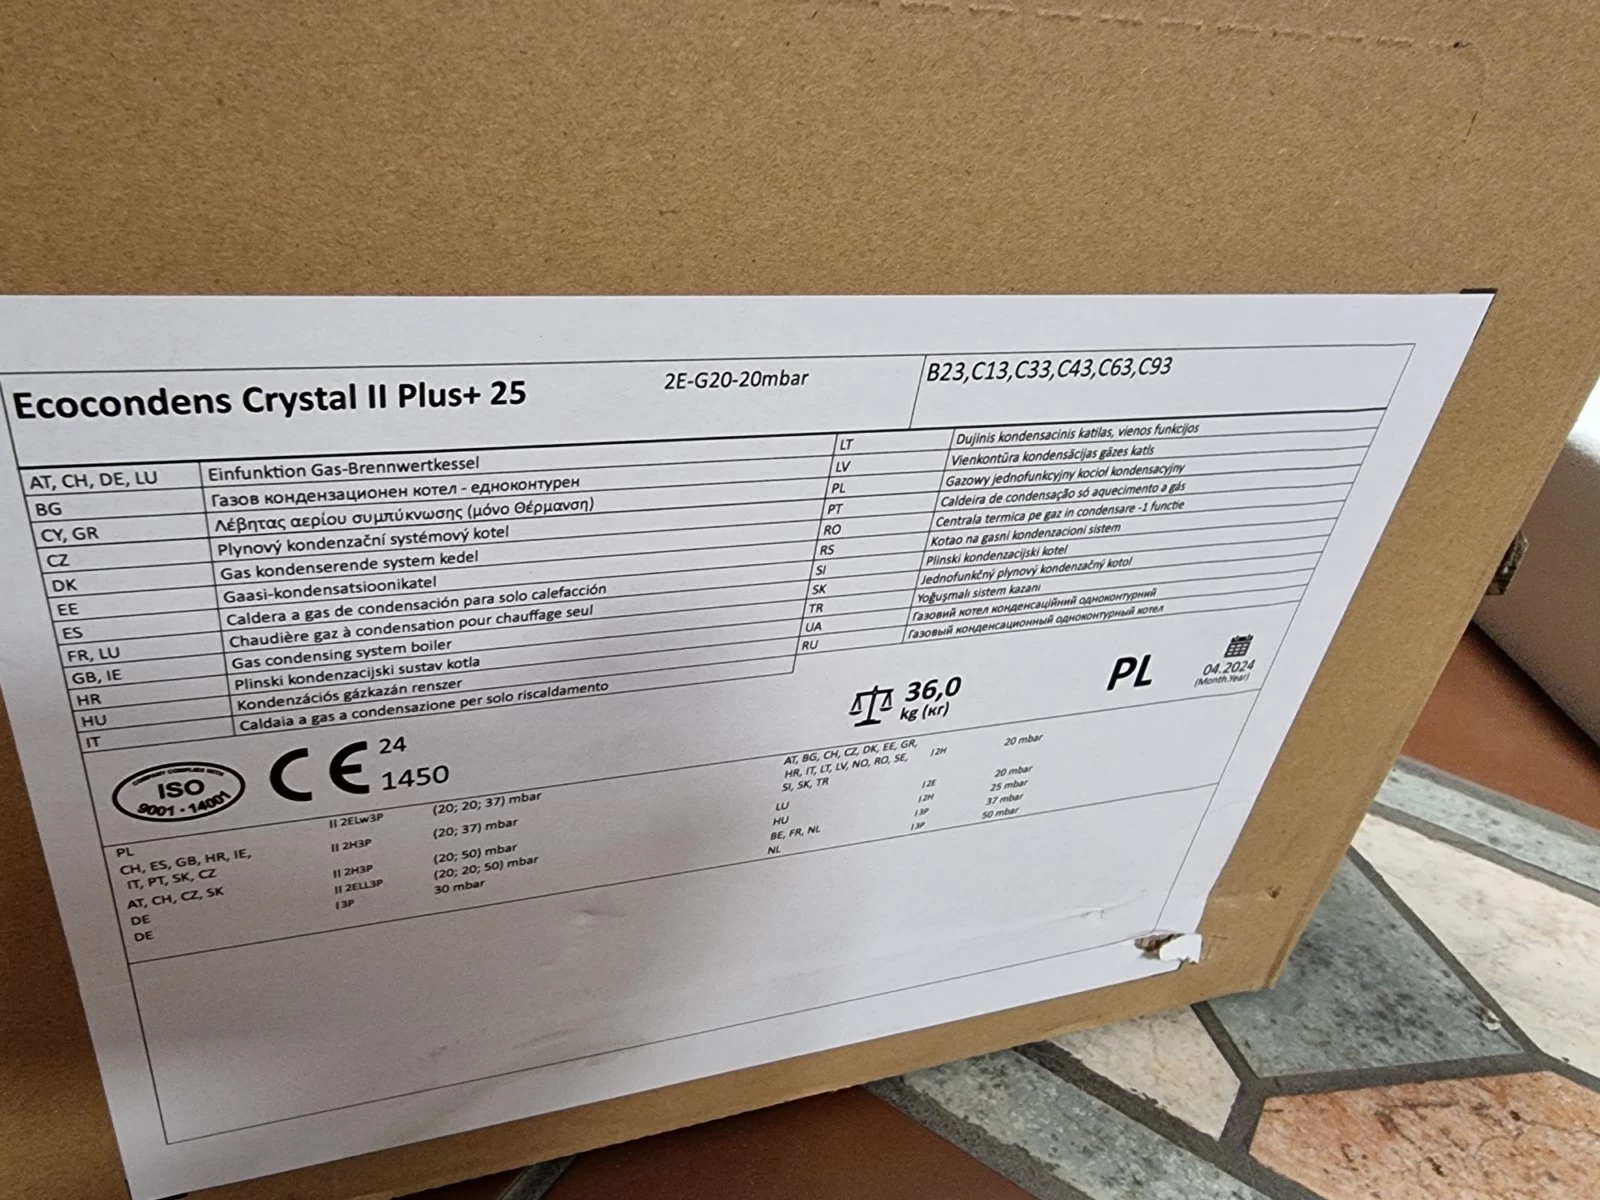 Ecocondens Crystal II Plus+ 25
2E-G20-20mbar
B23,C13,C33,C43,C63,C93
AT, CH, DE, LU Einfunktion Gas-Brennwertkessel
BG Газов кондензационен котел - едноконтурен
CY, GR Λέβητας αερίου συμπύκνωσης (μόνο Θέρμανση)
CZ Plynový kondenzační systémový kotel
DK Gas kondenserende system kedel
EE Gaasi-kondensatsioonikatel
ES Caldera a gas de condensación para solo calefacción
FR, LU Chaudière gaz à condensation pour chauffage seul
GB, IE Gas condensing system boiler
HR Plinski kondenzacijski sustav kotla
HU Kondenzációs gázkazán renszer
IT Caldaia a gas a condensazione per solo riscaldamento
LT Dujinis kondensacinis katilas, vienos funkcijos
LV Vienkontūra kondensācijas gāzes katls
PL Gazowy jednofunkcyjny kocioł kondensacyjny
PT Caldeira de condensação só aquecimento a gás
RO Centrala termica pe gaz in condensare -1 functie
RS Kotao na gasni kondenzacioni sistem
SI Plinski kondenzacijski kotel
SK Jednofunkčný plynový kondenzačný kotol
TR Yoğuşmalı sistem kazanı
UA Газовий котел конденсаційний одноконтурний
RU Газовый конденсационный одноконтурный котел
36,0
kg (кг)
PL
04.2024
(Month.Year)
COMPANY COMPLIES WITH
ISO
9001 - 14001
CE 24
1450
PL II 2ELw3P (20; 20; 37) mbar
CH, ES, GB, HR, IE, II 2H3P (20; 37) mbar
IT, PT, SK, CZ
AT, CH, CZ, SK II 2H3P (20; 50) mbar
DE II 2ELL3P (20; 20; 50) mbar
DE I3P 30 mbar
AT, BG, CH, CZ, DK, EE, GR, I2H 20 mbar
HR, IT, LT, LV, NO, RO, SE,
SI, SK, TR
LU I2E 20 mbar
HU I2H 25 mbar
BE, FR, NL I3P 37 mbar
NL I3P 50 mbar